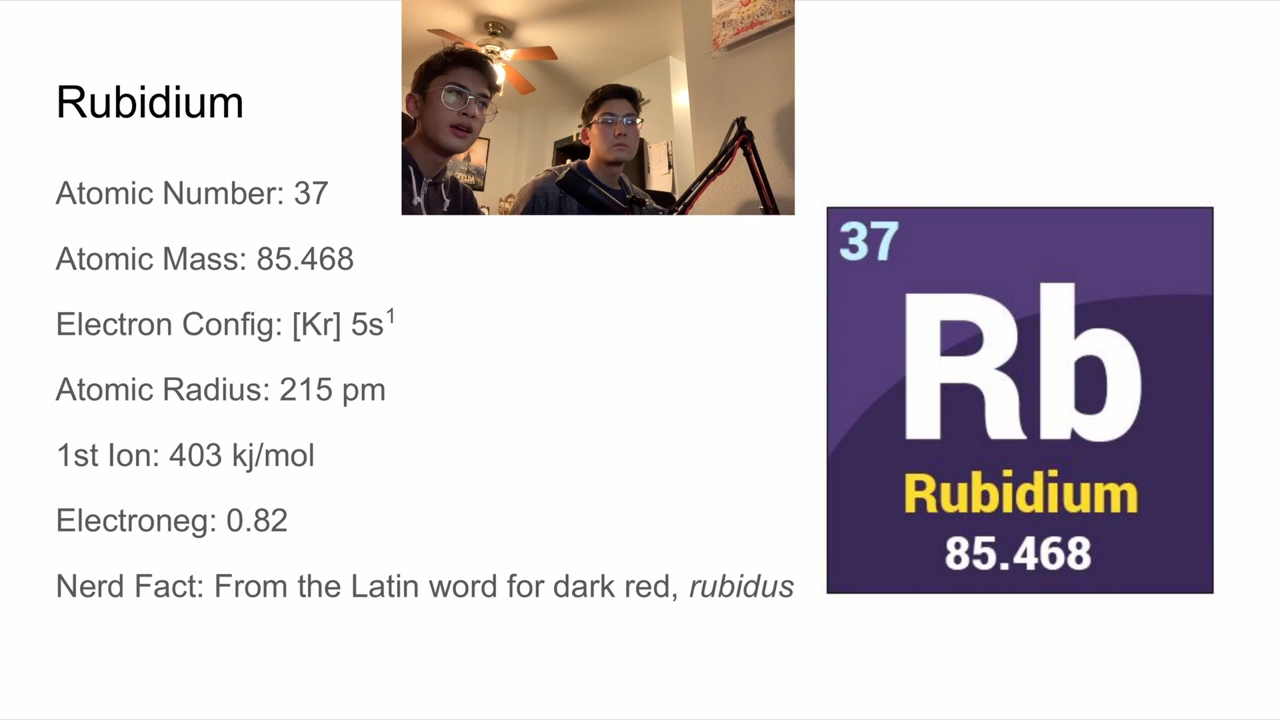 Rubidium
Atomic Number: 37
Atomic Mass: 85.468
Electron Config: [Kr] 5s¹
Atomic Radius: 215 pm
1st Ion: 403 kj/mol
Electroneg: 0.82
Nerd Fact: From the Latin word for dark red, rubidus
ZELDA
37
Rb
Rubidium
85.468